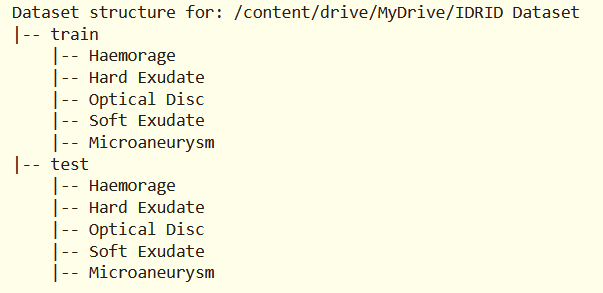 Dataset structure for: /content/drive/MyDrive/IDRID Dataset
|-- train
    |-- Haemorage
    |-- Hard Exudate
    |-- Optical Disc
    |-- Soft Exudate
    |-- Microaneurysm
|-- test
    |-- Haemorage
    |-- Hard Exudate
    |-- Optical Disc
    |-- Soft Exudate
    |-- Microaneurysm